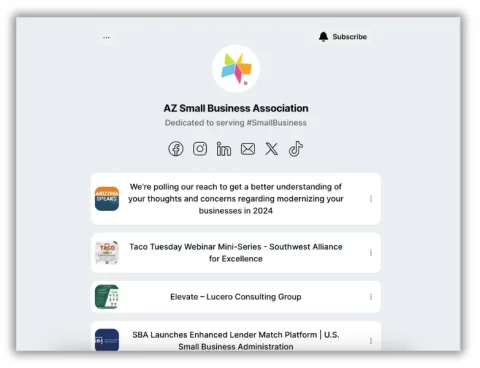 ...
Subscribe
AZ Small Business Association
Dedicated to serving #SmallBusiness
We're polling our reach to get a better understanding of
your thoughts and concerns regarding modernizing your
businesses in 2024
ARIZONA
SPEAKS
Taco Tuesday Webinar Mini-Series - Southwest Alliance
for Excellence
TACO
Elevate – Lucero Consulting Group
SBA Launches Enhanced Lender Match Platform | U.S.
Small Business Administration
SBA